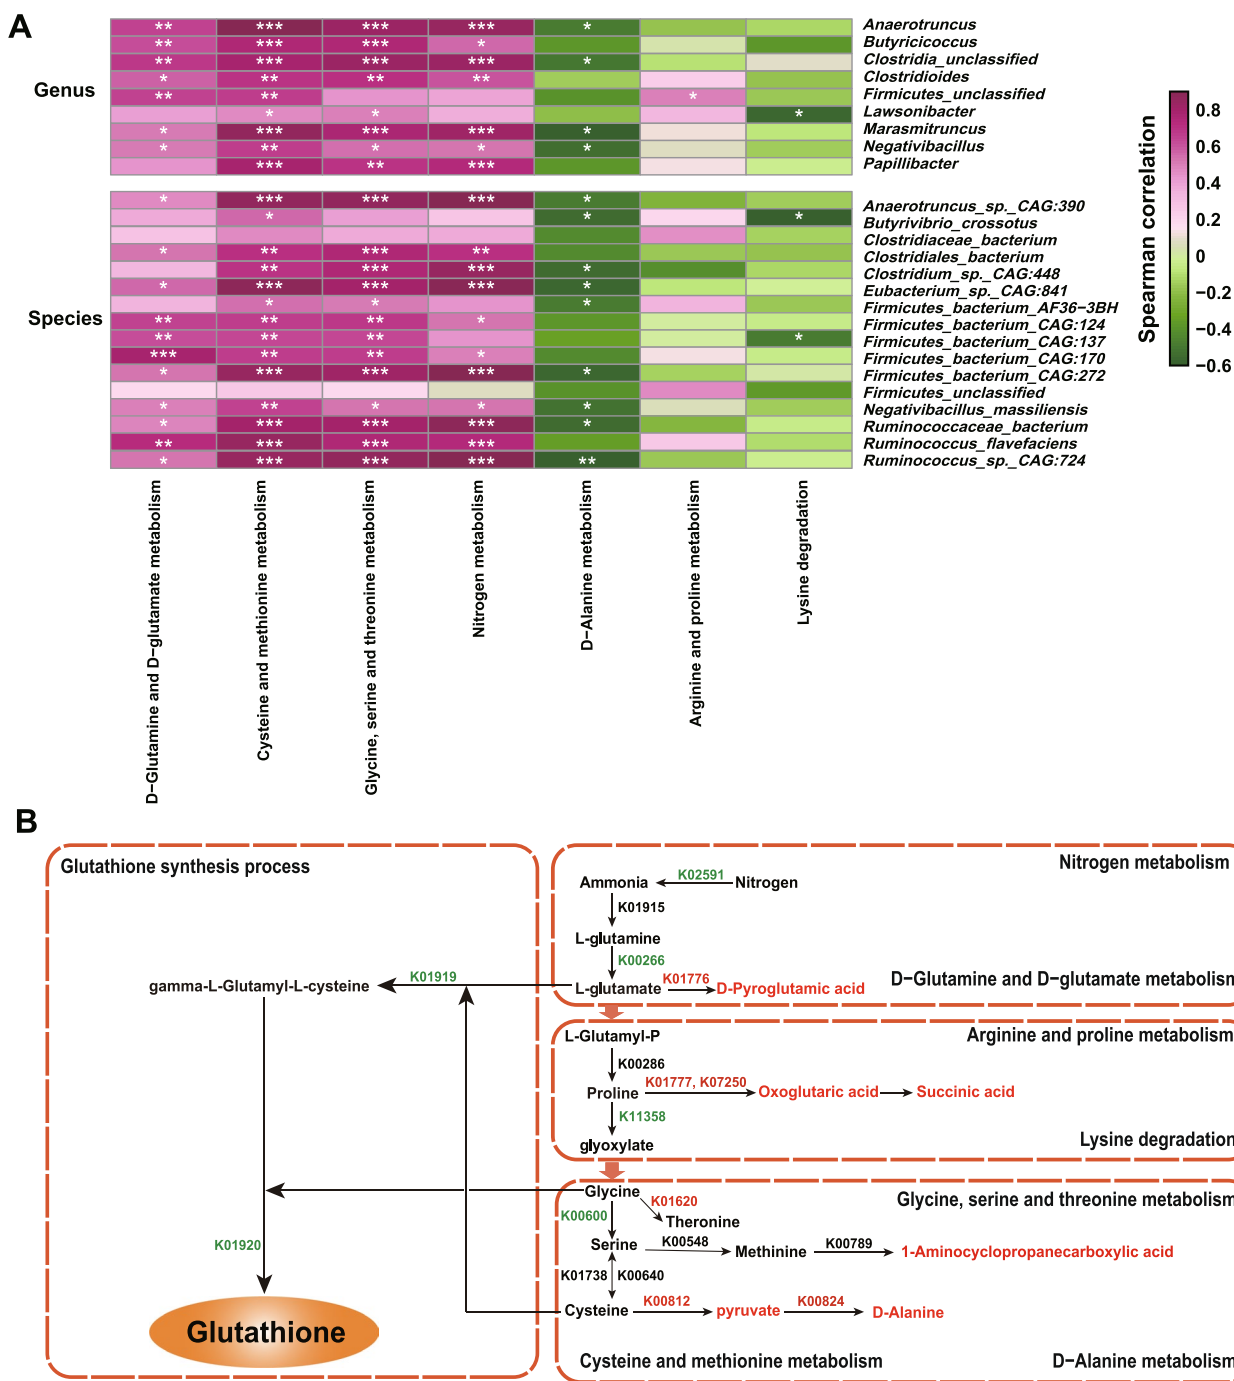 A
Genus
** *** *** *** * Anaerotruncus
** *** *** * Butyricicoccus
** *** *** *** * Clostridia_unclassified
* ** ** ** Clostridioides
** ** * Firmicutes_unclassified
* * * Lawsonibacter
* *** *** *** * Marasmitruncus
* ** * * * Negativibacillus
*** ** *** Papillibacter
Species
* *** *** *** * Anaerotruncus_sp._CAG:390
* * * Butyrivibrio_crossotus
Clostridiaceae_bacterium
* ** *** ** Clostridiales_bacterium
** *** *** * Clostridium_sp._CAG:448
* *** *** *** * Eubacterium_sp._CAG:841
* * * Firmicutes_bacterium_AF36−3BH
** ** ** * Firmicutes_bacterium_CAG:124
** ** ** * Firmicutes_bacterium_CAG:137
*** ** ** * Firmicutes_bacterium_CAG:170
* *** *** *** * Firmicutes_bacterium_CAG:272
Firmicutes_unclassified
* ** * * * Negativibacillus_massiliensis
* *** *** *** * Ruminococcaceae_bacterium
** *** *** *** Ruminococcus_flavefaciens
* *** *** *** ** Ruminococcus_sp._CAG:724
D−Glutamine and D−glutamate metabolism
Cysteine and methionine metabolism
Glycine, serine and threonine metabolism
Nitrogen metabolism
D−Alanine metabolism
Arginine and proline metabolism
Lysine degradation
Spearman correlation
0.8
0.6
0.4
0.2
0
−0.2
−0.4
−0.6
B
Glutathione synthesis process
gamma-L-Glutamyl-L-cysteine
K01919
K01920
Glutathione
Nitrogen metabolism
Ammonia
K02591
Nitrogen
K01915
L-glutamine
K00266
L-glutamate
K01776
D-Pyroglutamic acid
D−Glutamine and D−glutamate metabolism
L-Glutamyl-P
Arginine and proline metabolism
K00286
Proline
K01777, K07250
Oxoglutaric acid
Succinic acid
K11358
glyoxylate
Lysine degradation
Glycine
Glycine, serine and threonine metabolism
K01620
K00600
Theronine
Serine
K00548
Methinine
K00789
1-Aminocyclopropanecarboxylic acid
K01738
K00640
Cysteine
K00812
pyruvate
K00824
D-Alanine
Cysteine and methionine metabolism
D−Alanine metabolism